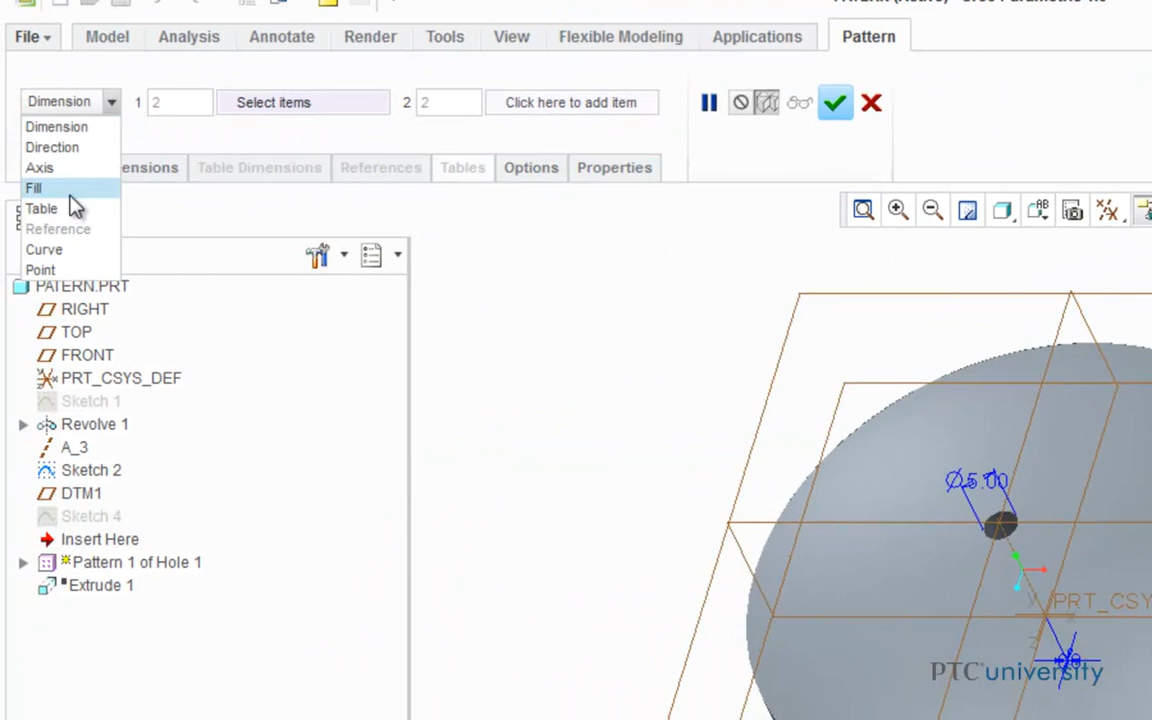 File Model Analysis Annotate Render Tools View Flexible Modeling Applications Pattern
Dimension 1 2 Select items 2 2 Click here to add item
Dimension
Direction
Axis
Fill
Table
Reference
Curve
Point
ensions Table Dimensions References Tables Options Properties
PATERN.PRT
RIGHT
TOP
FRONT
PRT_CSYS_DEF
Sketch 1
Revolve 1
A_3
Sketch 2
DTM1
Sketch 4
Insert Here
Pattern 1 of Hole 1
Extrude 1
Ø5.00
PRT_CSY
PTC university